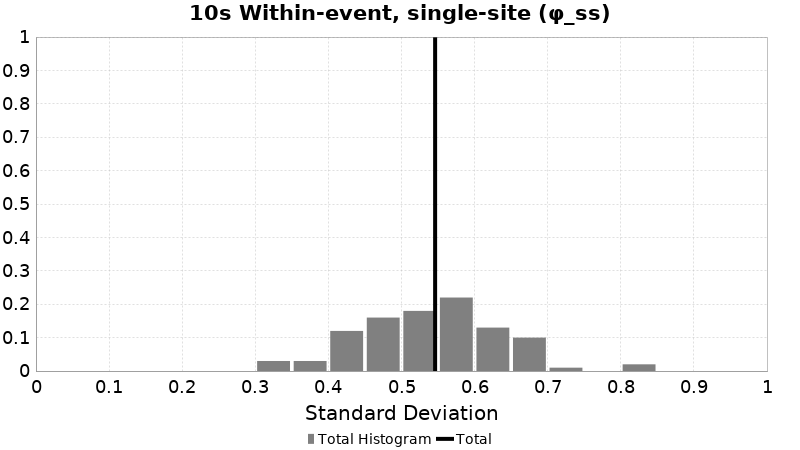 10s Within-event, single-site (φ_ss)
1
0.9
0.8
0.7
0.6
0.5
0.4
0.3
0.2
0.1
0
0 0.1 0.2 0.3 0.4 0.5 0.6 0.7 0.8 0.9 1
Standard Deviation
Total Histogram Total